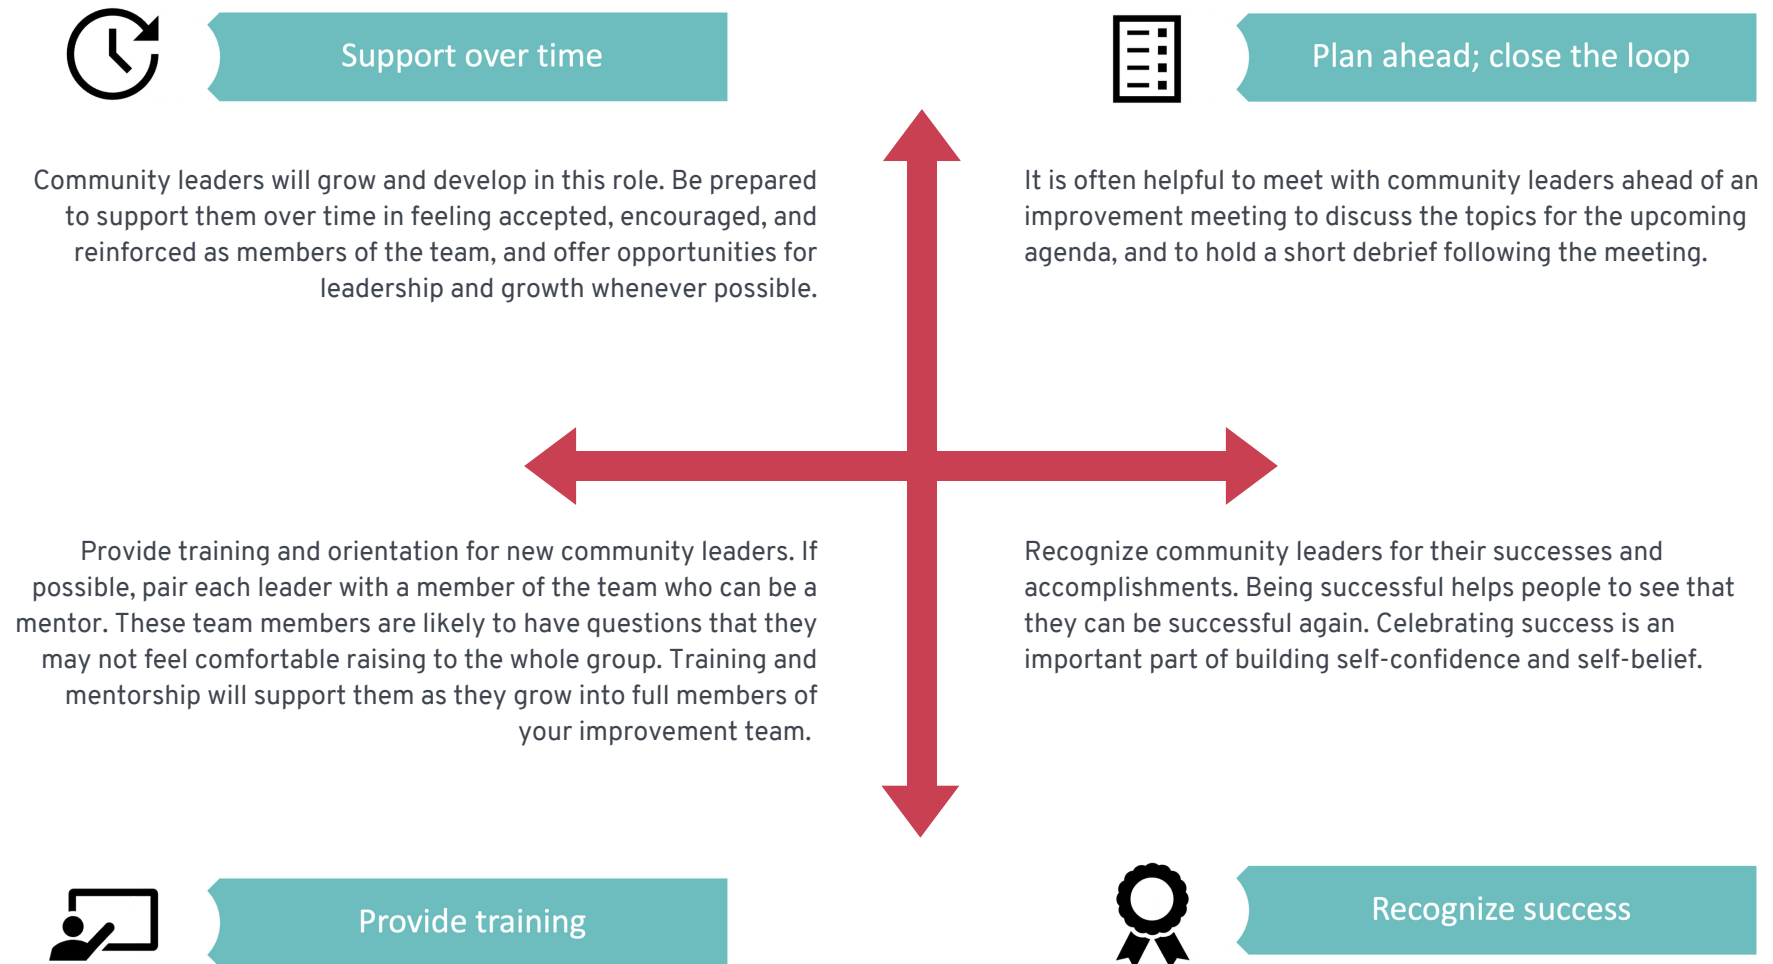 Support over time
Community leaders will grow and develop in this role. Be prepared
to support them over time in feeling accepted, encouraged, and
reinforced as members of the team, and offer opportunities for
leadership and growth whenever possible.
Plan ahead; close the loop
It is often helpful to meet with community leaders ahead of an
improvement meeting to discuss the topics for the upcoming
agenda, and to hold a short debrief following the meeting.
Provide training and orientation for new community leaders. If
possible, pair each leader with a member of the team who can be a
mentor. These team members are likely to have questions that they
may not feel comfortable raising to the whole group. Training and
mentorship will support them as they grow into full members of
your improvement team.
Provide training
Recognize community leaders for their successes and
accomplishments. Being successful helps people to see that
they can be successful again. Celebrating success is an
important part of building self-confidence and self-belief.
Recognize success